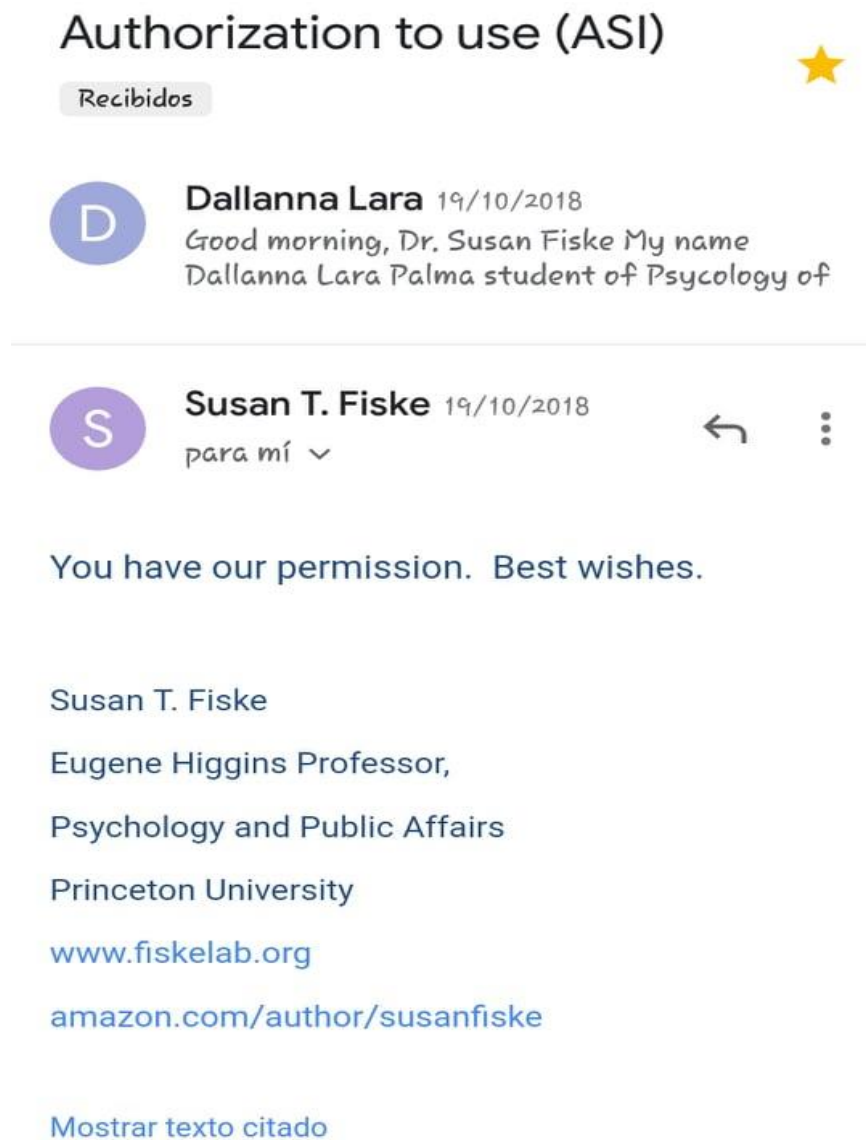 Authorization to use (ASI)
Recibidos
D
Dallanna Lara 19/10/2018
Good morning, Dr. Susan Fiske My name
Dallanna Lara Palma student of Psycology of
S
Susan T. Fiske 19/10/2018
para mí
You have our permission. Best wishes.
Susan T. Fiske
Eugene Higgins Professor,
Psychology and Public Affairs
Princeton University
www.fiskelab.org
amazon.com/author/susanfiske
Mostrar texto citado